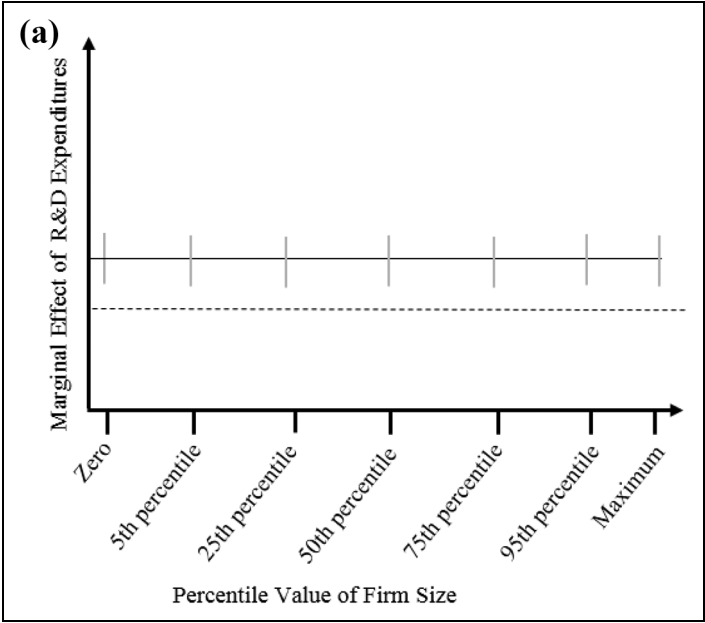 (a)
Marginal Effect of R&D Expenditures
Zero
5th percentile
25th percentile
50th percentile
75th percentile
95th percentile
Maximum
Percentile Value of Firm Size